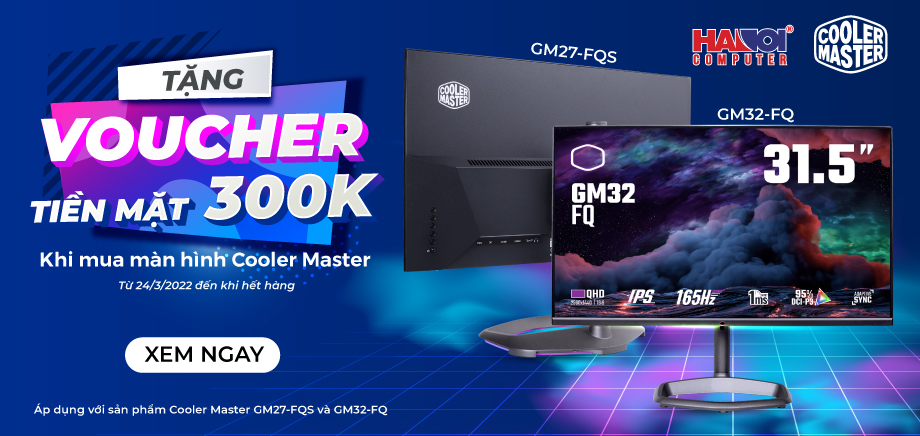 TẶNG
VOUCHER
TIỀN MẶT 300K
Khi mua màn hình Cooler Master
Từ 24/3/2022 đến khi hết hàng
XEM NGAY
Áp dụng với sản phẩm Cooler Master GM27-FQS và GM32-FQ
GM27-FQS
HANOI
COMPUTER
COOLER
MASTER
COOLER
MASTER
GM32-FQ
31.5"
GM32
FQ
QHD
IPS
165Hz
1ms
95%
DCI-P3
ADAPTIVE
SYNC